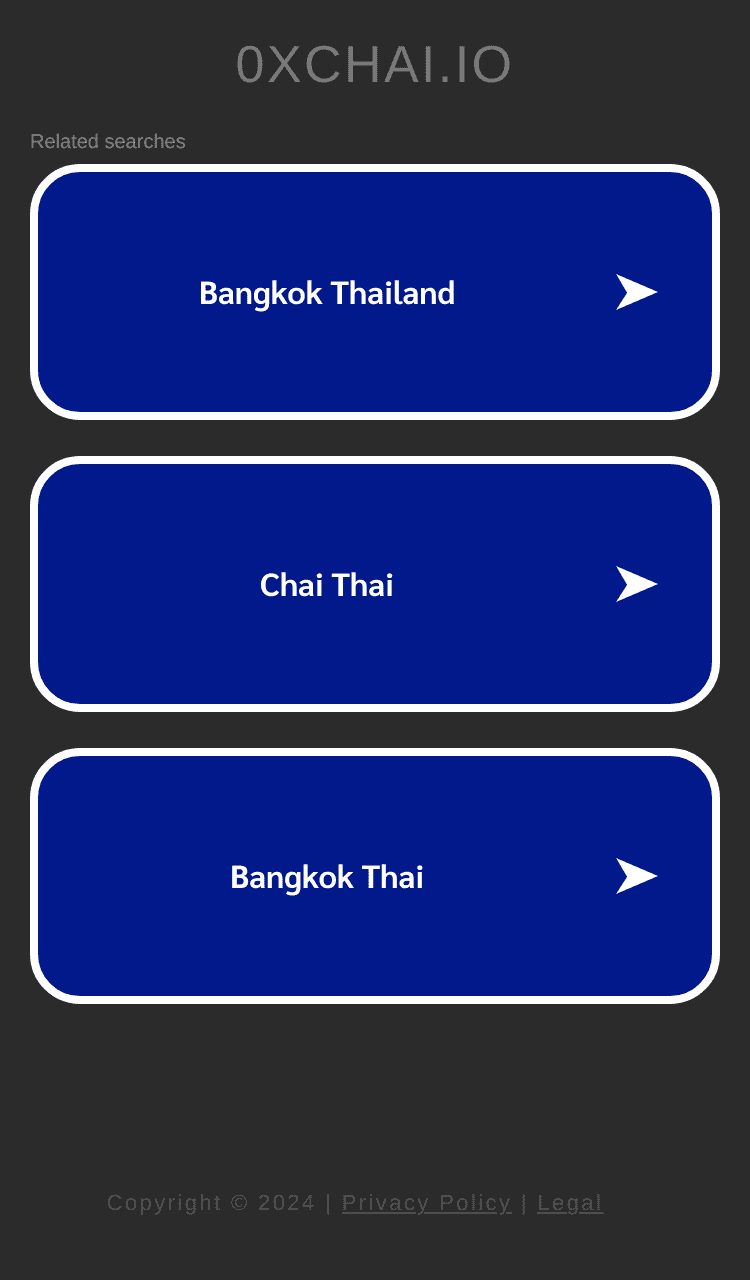 0XCHAI.IO
Related searches
Bangkok Thailand
Chai Thai
Bangkok Thai
Copyright © 2024 | Privacy Policy | Legal